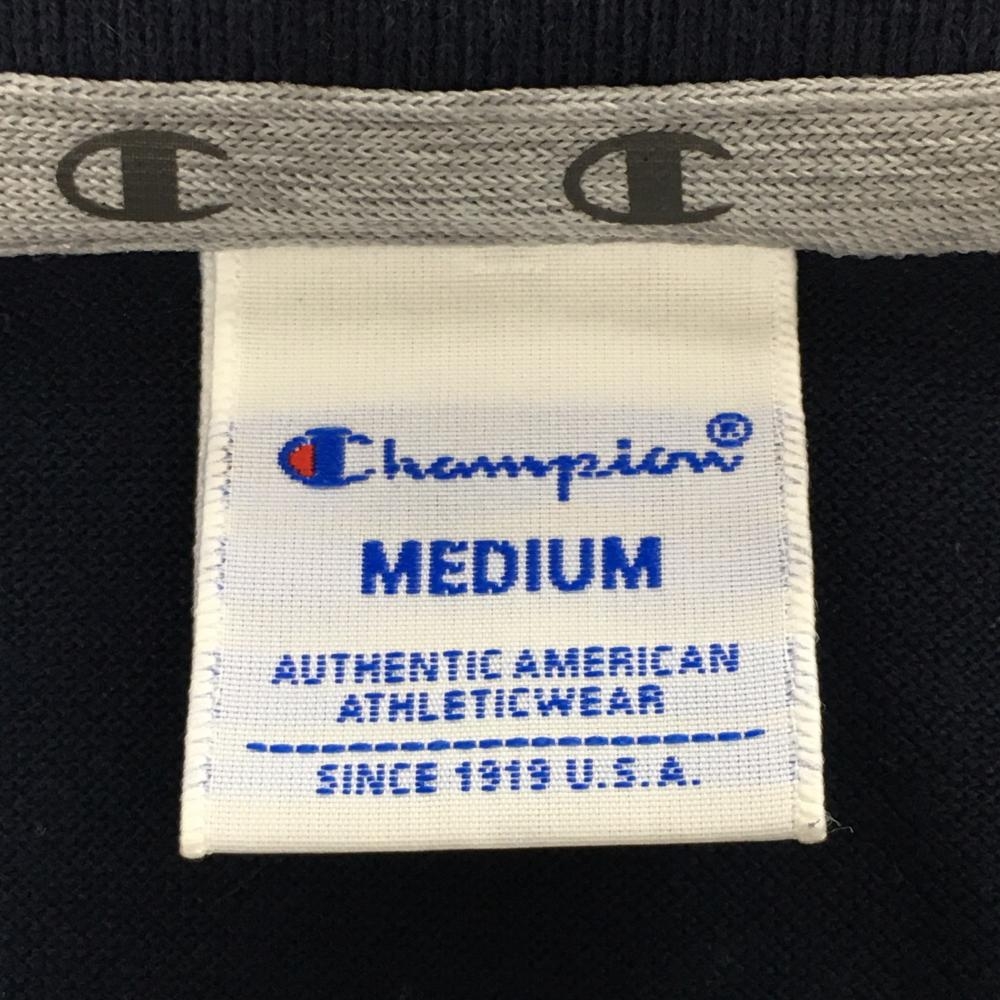 Champion®
MEDIUM
AUTHENTIC AMERICAN
ATHLETICWEAR
SINCE 1919 U.S.A.